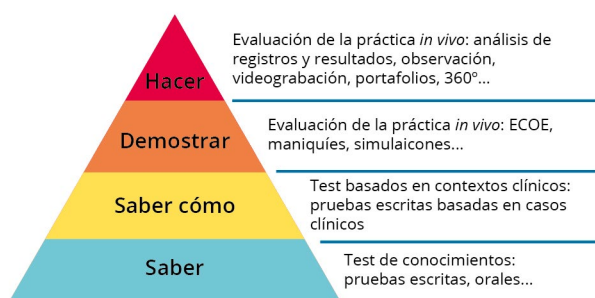 Hacer
Evaluación de la práctica in vivo: análisis de
registros y resultados, observación,
videograbación, portafolios, 360º...
Demostrar
Evaluación de la práctica in vivo: ECOE,
maniquíes, simulaicones...
Saber cómo
Test basados en contextos clínicos:
pruebas escritas basadas en casos
clínicos
Saber
Test de conocimientos:
pruebas escritas, orales...